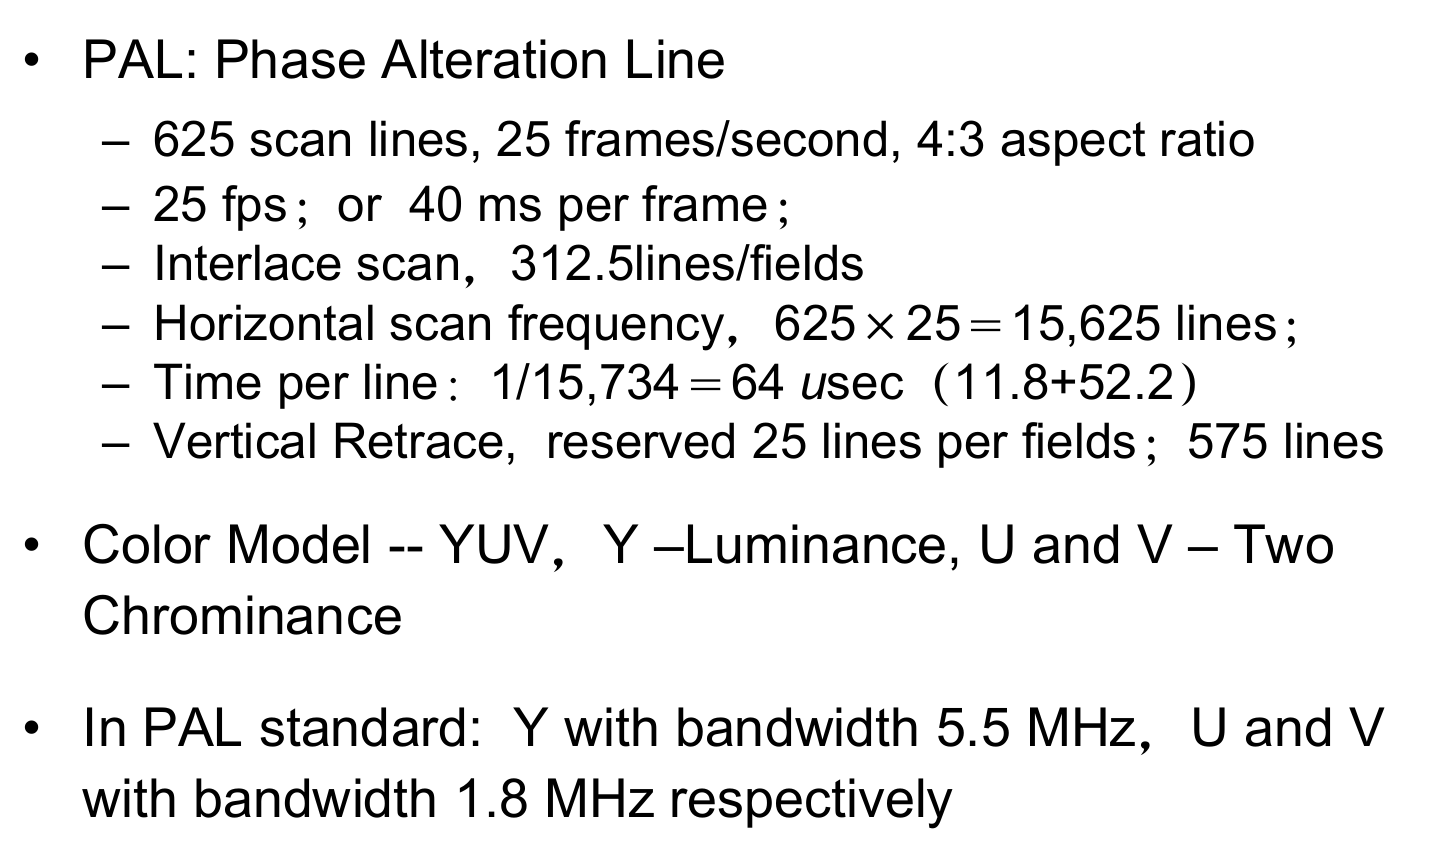 • PAL: Phase Alteration Line
– 625 scan lines, 25 frames/second, 4:3 aspect ratio
– 25 fps； or 40 ms per frame；
– Interlace scan，312.5lines/fields
– Horizontal scan frequency，625×25＝15,625 lines；
– Time per line：1/15,734＝64 usec（11.8+52.2）
– Vertical Retrace, reserved 25 lines per fields；575 lines
• Color Model -- YUV，Y –Luminance, U and V – Two
Chrominance
• In PAL standard: Y with bandwidth 5.5 MHz，U and V
with bandwidth 1.8 MHz respectively